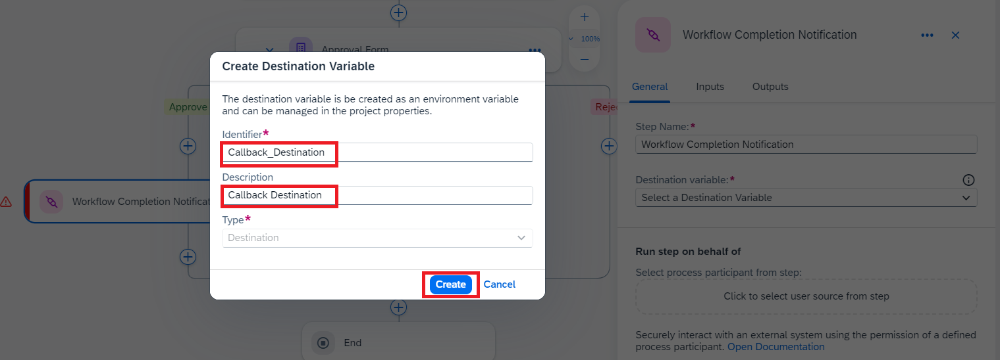 Approval Form
100%
Create Destination Variable
The destination variable is be created as an environment variable
and can be managed in the project properties.
Identifier*
Callback_Destination
Description
Callback Destination
Type*
Destination
Create
Cancel
Approve
Workflow Completion Notificat
End
Workflow Completion Notification
General
Inputs
Outputs
Step Name:*
Workflow Completion Notification
Destination variable:*
Select a Destination Variable
Run step on behalf of
Select process participant from step:
Click to select user source from step
Securely interact with an external system using the permission of a defined
process participant. Open Documentation